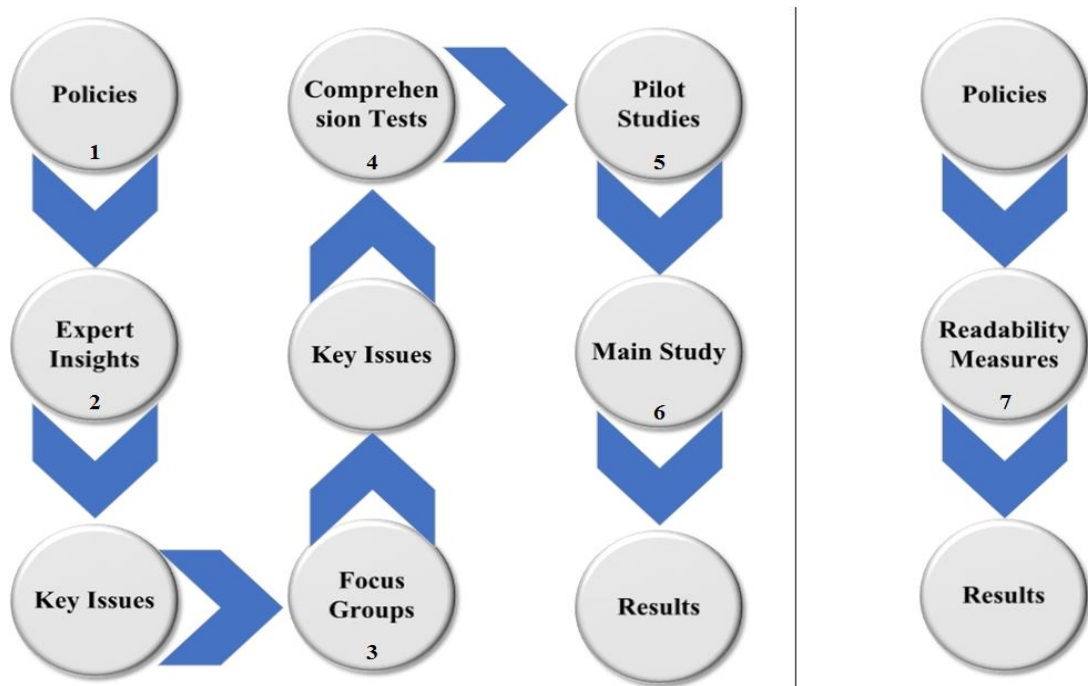 Policies
1
Expert
Insights
2
Key Issues
Focus
Groups
3
Key Issues
Comprehen
sion Tests
4
Pilot
Studies
5
Main Study
6
Results
Policies
Readability
Measures
7
Results